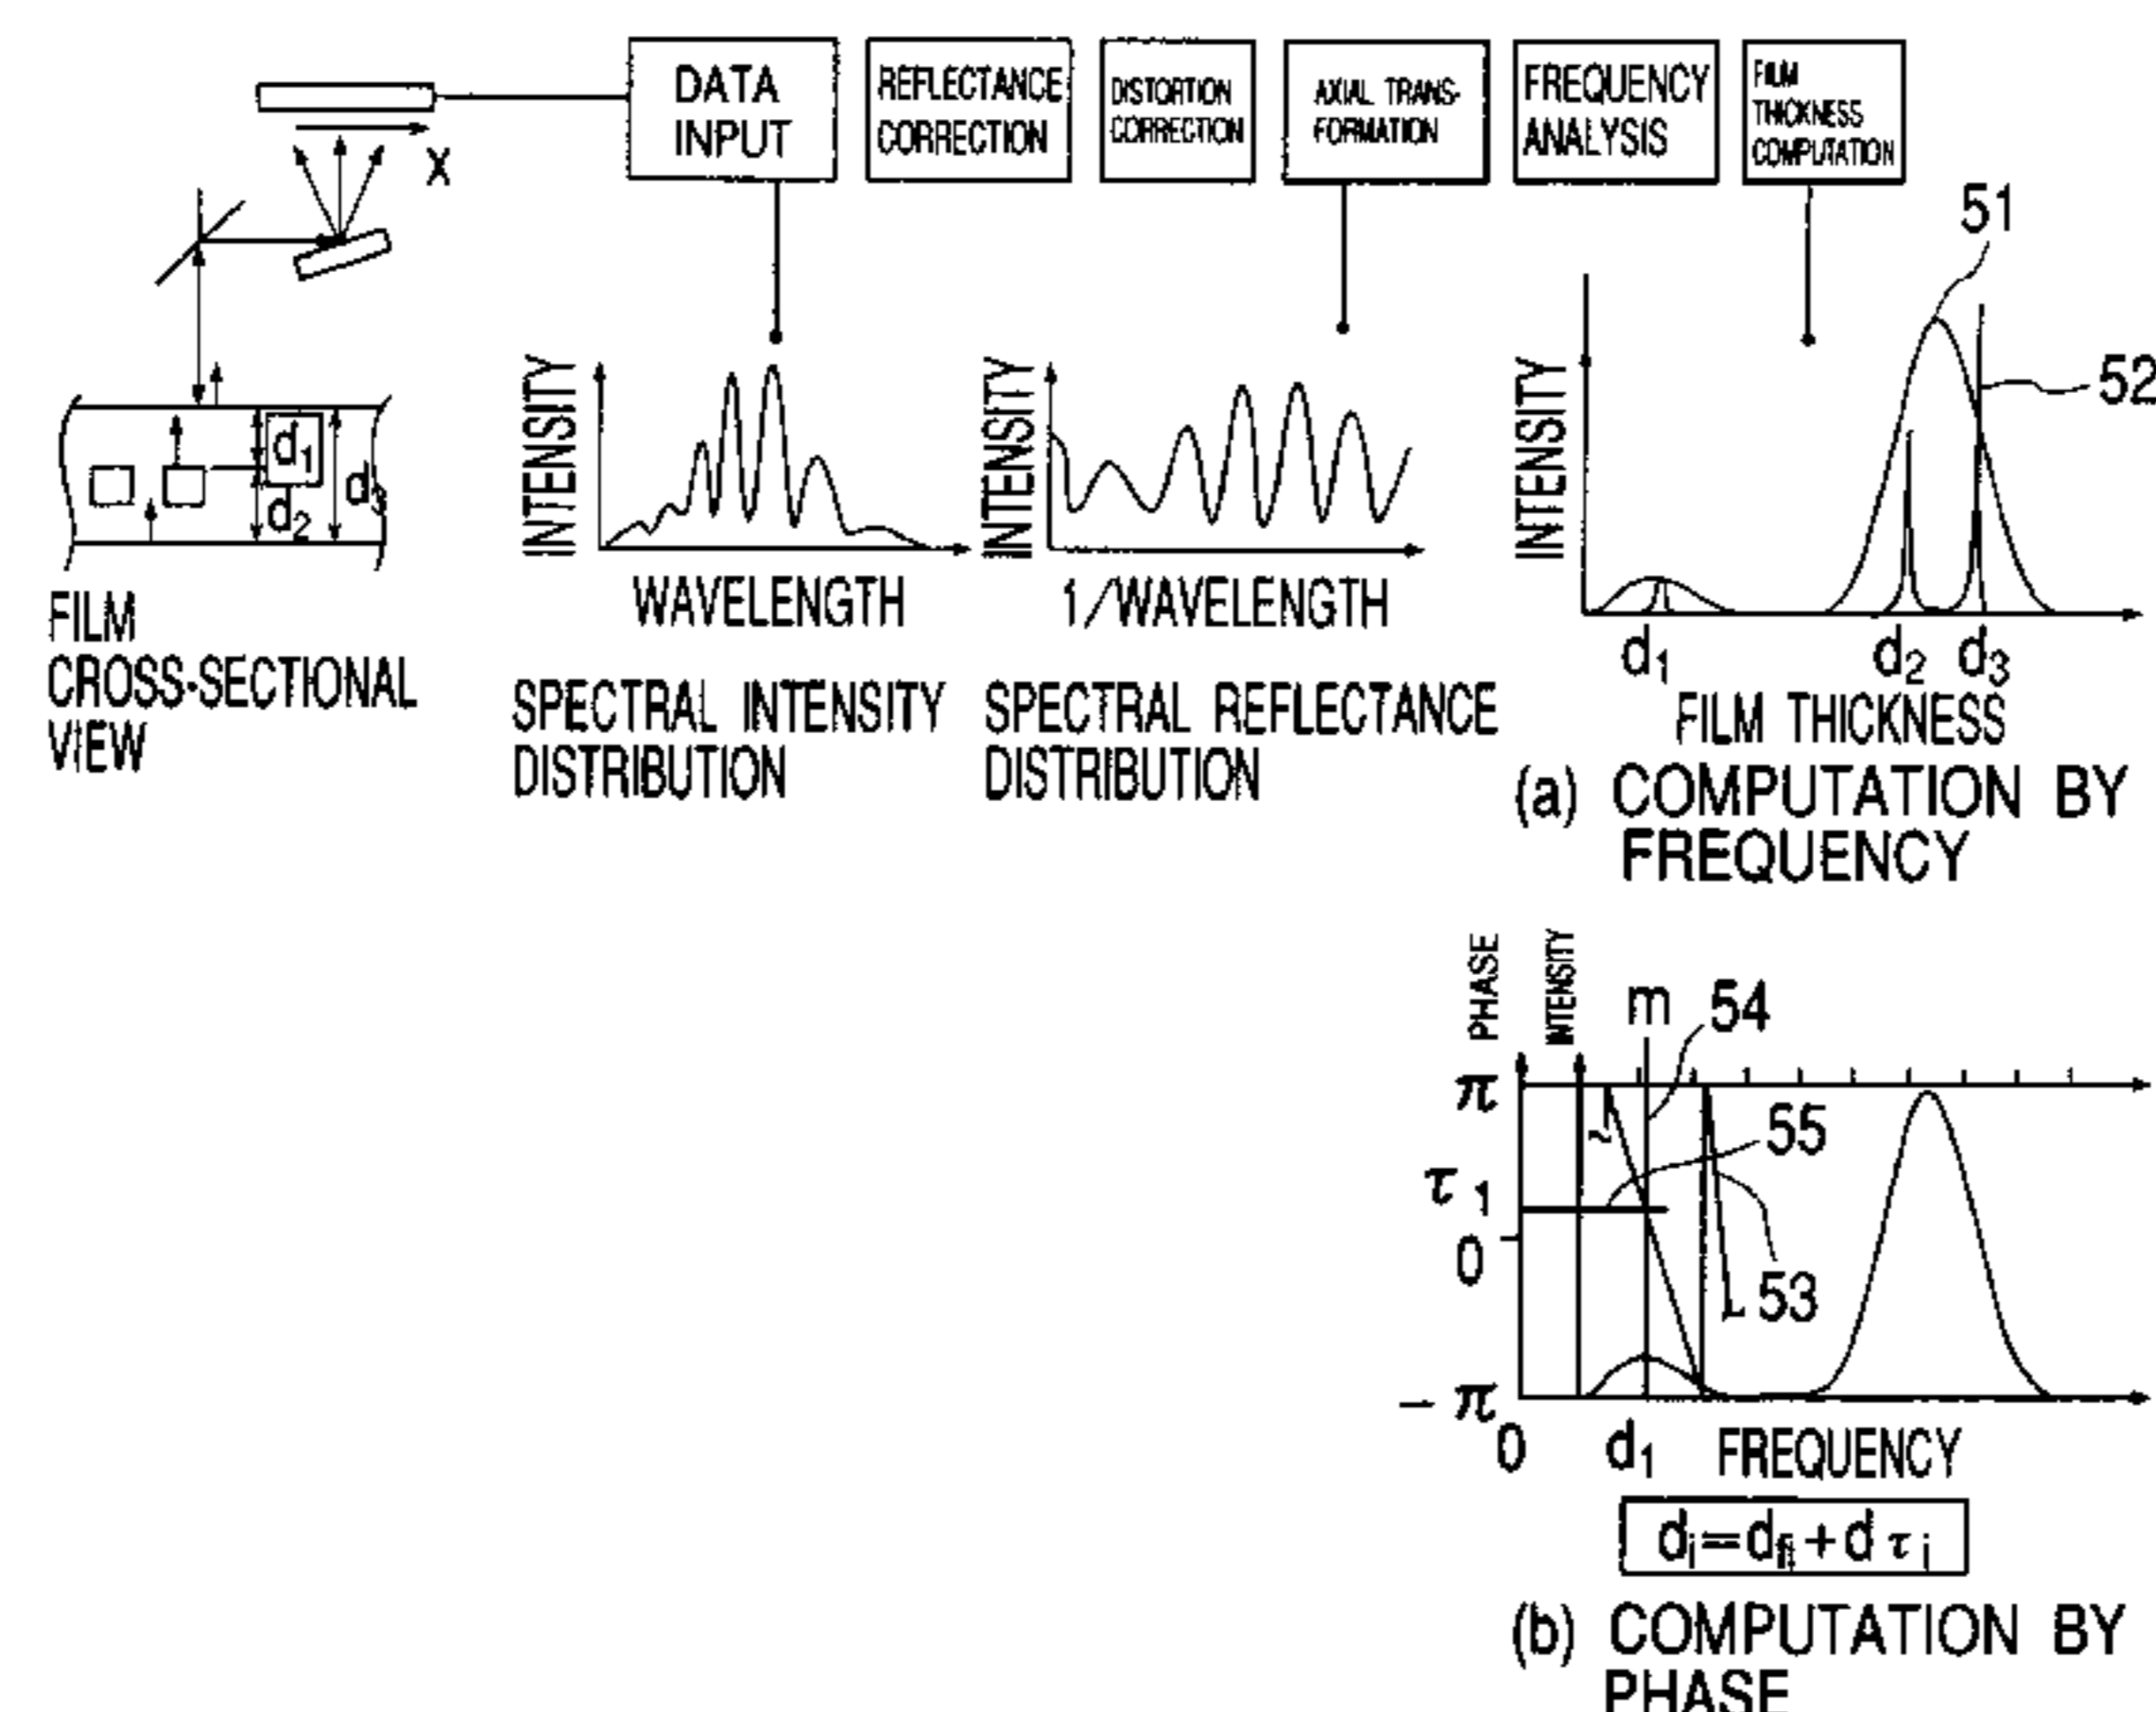 DATA
INPUT
REFLECTANCE
CORRECTION
DISTORTION
CORRECTION
AXIAL TRANS-
FORMATION
FREQUENCY
ANALYSIS
FILM
THICKNESS
COMPUTATION
X
d1
d2
d3
FILM
CROSS-SECTIONAL
VIEW
INTENSITY
WAVELENGTH
SPECTRAL INTENSITY
DISTRIBUTION
INTENSITY
1/WAVELENGTH
SPECTRAL REFLECTANCE
DISTRIBUTION
51
52
INTENSITY
d1 d2 d3
FILM THICKNESS
(a) COMPUTATION BY
FREQUENCY
PHASE
INTENSITY
m
54
π
55
τ1
0
53
-π
0 d1 FREQUENCY
di=dfi+dτi
(b) COMPUTATION BY
PHASE